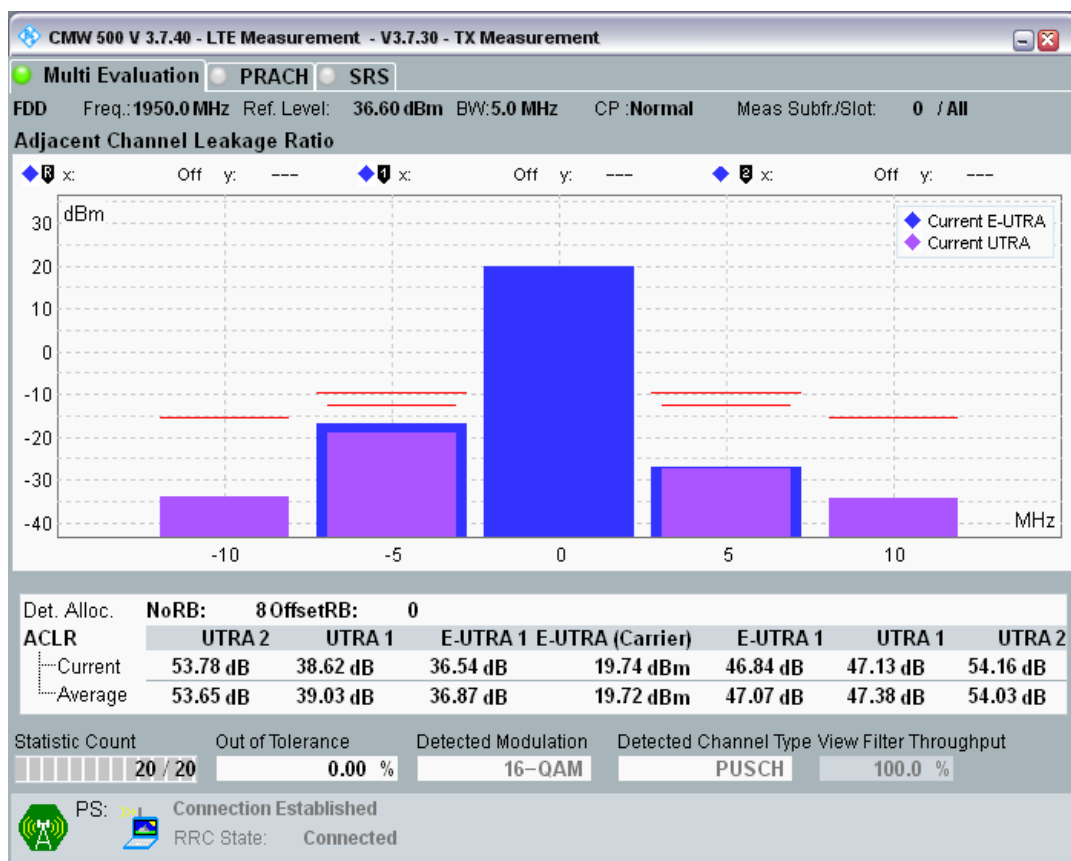 CMW 500 V 3.7.40 - LTE Measurement - V3.7.30 - TX Measurement
Multi Evaluation PRACH SRS
FDD Freq.: 1950.0 MHz Ref. Level: 36.60 dBm BW: 5.0 MHz CP : Normal Meas Subfr./Slot: 0 / All
Adjacent Channel Leakage Ratio
R x: Off y: --- 1 x: Off y: --- 2 x: Off y: ---
dBm
Current E-UTRA
Current UTRA
30
20
10
0
-10
-20
-30
-40
MHz
-10 -5 0 5 10
Det. Alloc. NoRB: 8 OffsetRB: 0
ACLR UTRA 2 UTRA 1 E-UTRA 1 E-UTRA (Carrier) E-UTRA 1 UTRA 1 UTRA 2
Current 53.78 dB 38.62 dB 36.54 dB 19.74 dBm 46.84 dB 47.13 dB 54.16 dB
Average 53.65 dB 39.03 dB 36.87 dB 19.72 dBm 47.07 dB 47.38 dB 54.03 dB
Statistic Count Out of Tolerance Detected Modulation Detected Channel Type View Filter Throughput
20 / 20 0.00 % 16-QAM PUSCH 100.0 %
PS: Connection Established
RRC State: Connected